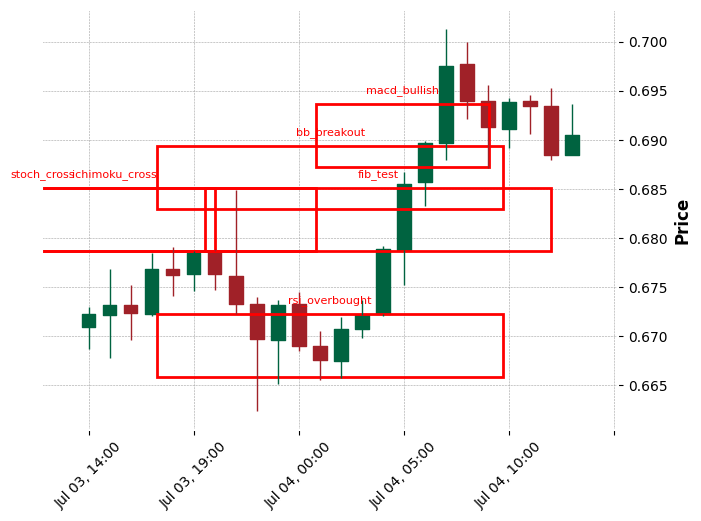 0.700
macd_bullish
0.695
bb_breakout
0.690
stoch_cross
ichimoku_cross
fib_test
0.685
0.680
Price
0.675
rsi_overbought
0.670
0.665
Jul 03, 14:00
Jul 03, 19:00
Jul 04, 00:00
Jul 04, 05:00
Jul 04, 10:00